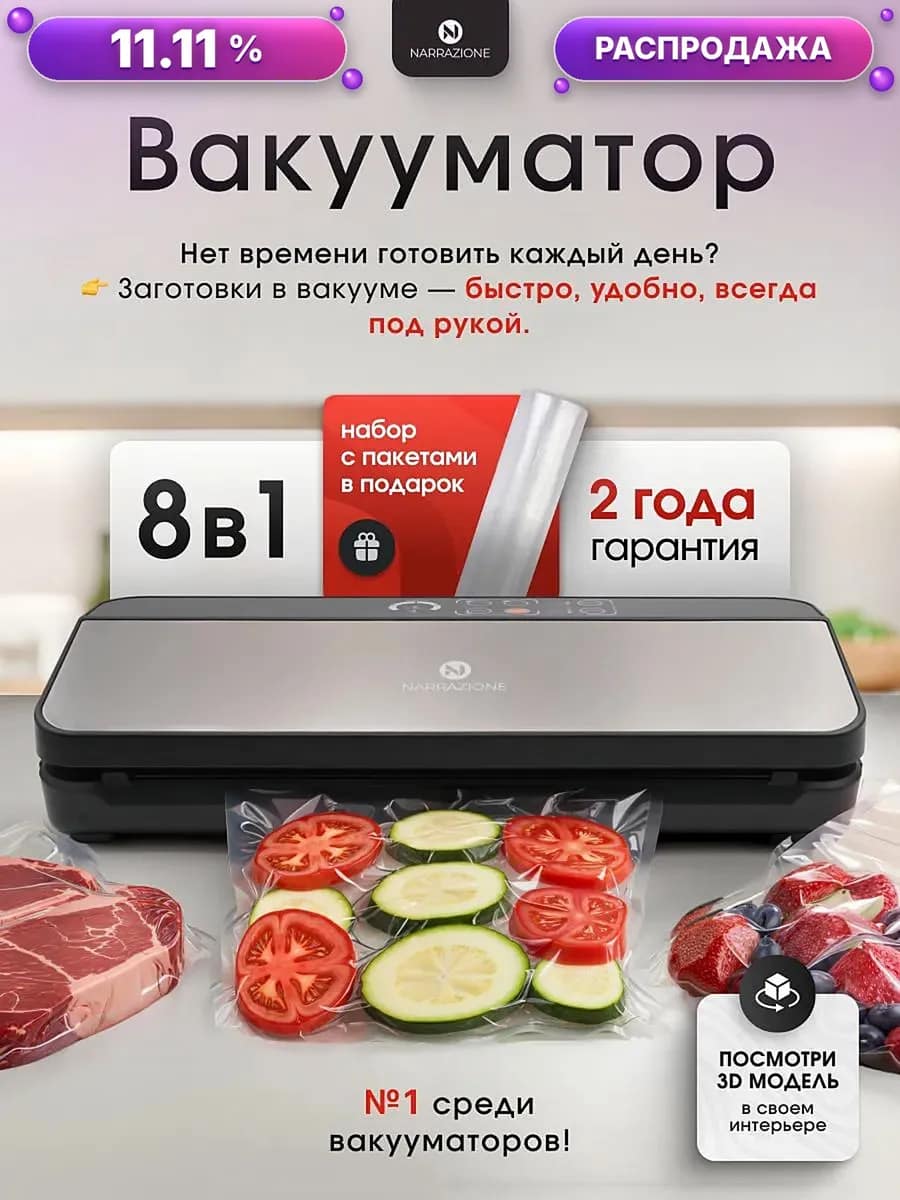 11.11 %
NARRAZIONE
РАСПРОДАЖА
Вакууматор
Нет времени готовить каждый день?
👉 Заготовки в вакууме — быстро, удобно, всегда
под рукой.
8в1
набор
с пакетами
в подарок
2 года
гарантия
NARRAZIONE
ПОСМОТРИ
3D МОДЕЛЬ
в своем
интерьере
№1 среди
вакууматоров!